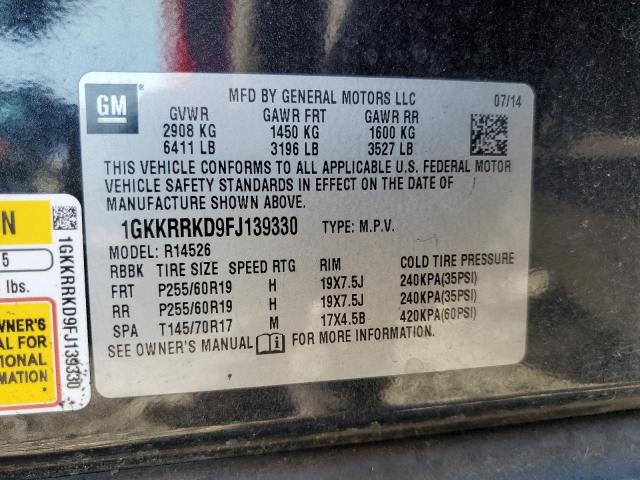 GM
MFD BY GENERAL MOTORS LLC
07/14
GVWR GAWR FRT GAWR RR
2908 KG 1450 KG 1600 KG
6411 LB 3196 LB 3527 LB
THIS VEHICLE CONFORMS TO ALL APPLICABLE U.S. FEDERAL MOTOR
VEHICLE SAFETY STANDARDS IN EFFECT ON THE DATE OF
MANUFACTURE SHOWN ABOVE.
1GKKRRKD9FJ139330 TYPE: M.P.V.
MODEL: R14526
RBBK TIRE SIZE SPEED RTG RIM COLD TIRE PRESSURE
FRT P255/60R19 H 19X7.5J 240KPA(35PSI)
RR P255/60R19 H 19X7.5J 240KPA(35PSI)
SPA T145/70R17 M 17X4.5B 420KPA(60PSI)
SEE OWNER'S MANUAL i FOR MORE INFORMATION.
N
5
lbs.
OWNER'S
AL FOR
TIONAL
RMATION
1GKKRRKD9FJ139330